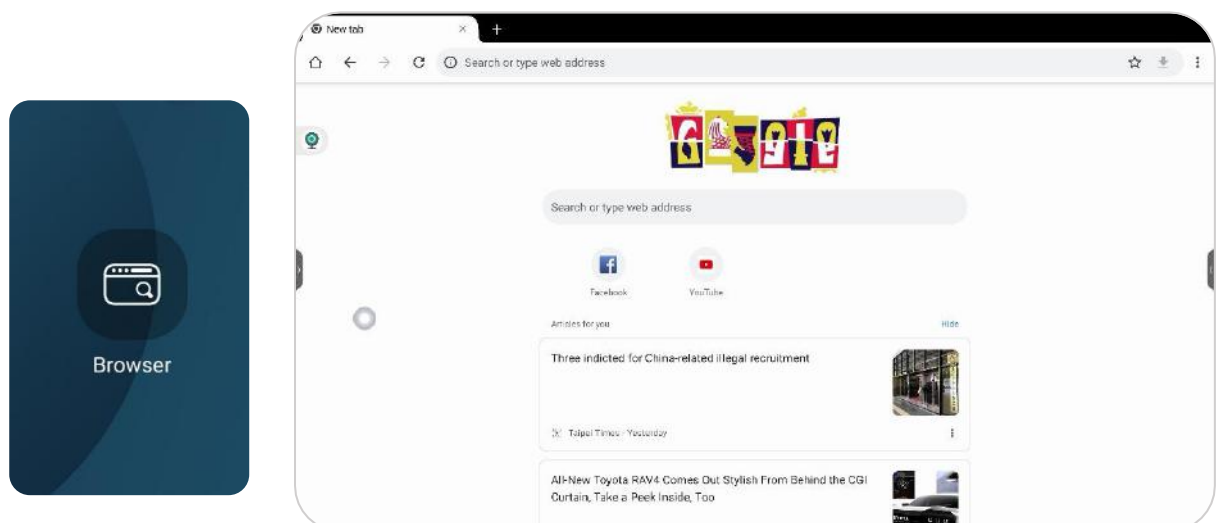 Browser
New tab
Search or type web address
Google
Search or type web address
Facebook
YouTube
Articles for you
Hide
Three indicted for China-related illegal recruitment
Taipei Times - Yesterday
All-New Toyota RAV4 Comes Out Stylish From Behind the CGI
Curtain, Take a Peek Inside, Too